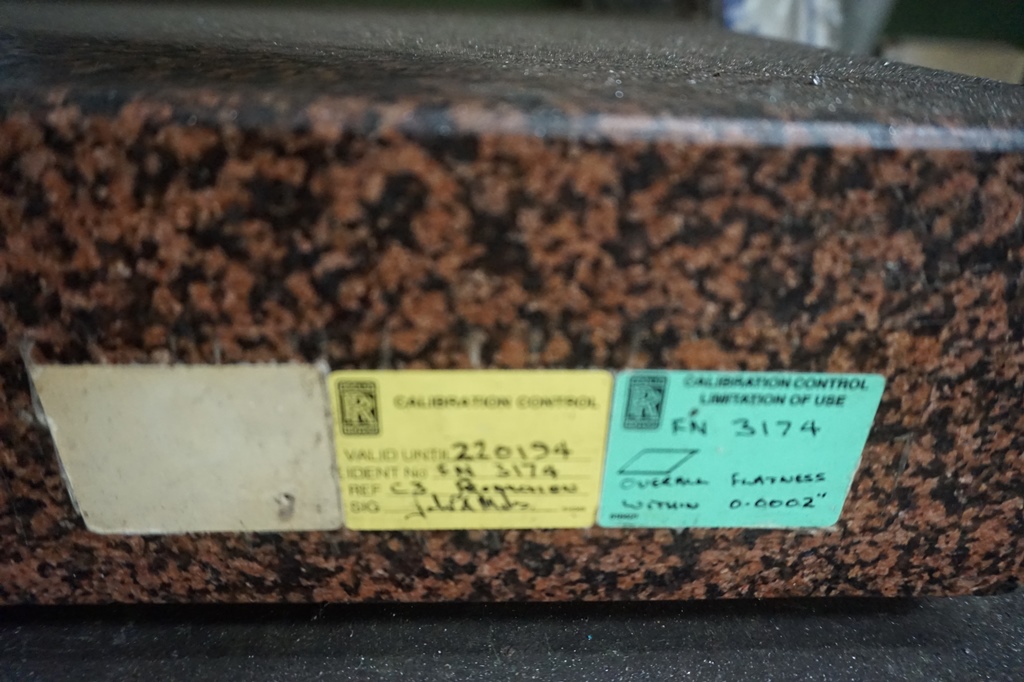 CALIBRATION CONTROL
VALID UNTIL 220194
IDENT No FN 3174
REF C3
SIG
CALIBRATION CONTROL
LIMITATION OF USE
FN 3174
OVERALL FLATNESS
WITHIN 0.0002"